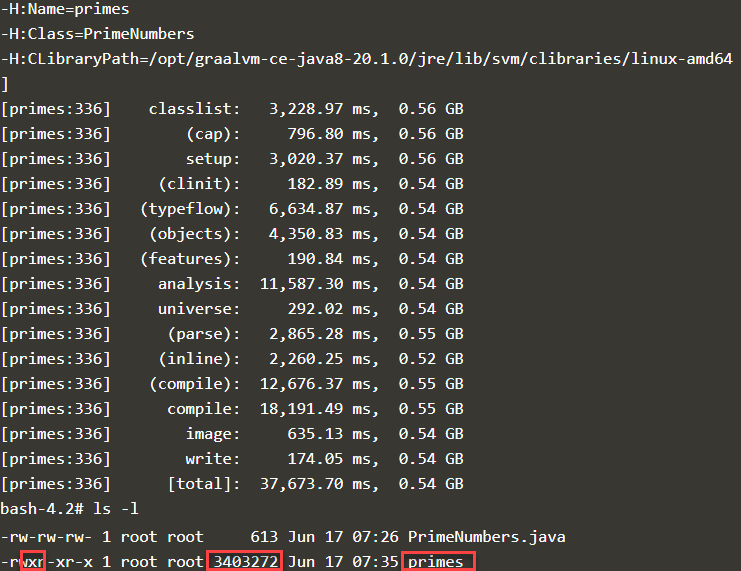 -H:Name=primes
-H:Class=PrimeNumbers
-H:CLibraryPath=/opt/graalvm-ce-java8-20.1.0/jre/lib/svm/clibraries/linux-amd64
]
[primes:336]    classlist:   3,228.97 ms,  0.56 GB
[primes:336]        (cap):     796.80 ms,  0.56 GB
[primes:336]        setup:   3,020.37 ms,  0.56 GB
[primes:336]     (clinit):     182.89 ms,  0.54 GB
[primes:336]   (typeflow):   6,634.87 ms,  0.54 GB
[primes:336]    (objects):   4,350.83 ms,  0.54 GB
[primes:336]   (features):     190.84 ms,  0.54 GB
[primes:336]     analysis:  11,587.30 ms,  0.54 GB
[primes:336]     universe:     292.02 ms,  0.54 GB
[primes:336]      (parse):   2,865.28 ms,  0.55 GB
[primes:336]     (inline):   2,260.25 ms,  0.52 GB
[primes:336]    (compile):  12,676.37 ms,  0.55 GB
[primes:336]      compile:  18,191.49 ms,  0.55 GB
[primes:336]        image:     635.13 ms,  0.54 GB
[primes:336]        write:     174.05 ms,  0.54 GB
[primes:336]      [total]:  37,673.70 ms,  0.54 GB
bash-4.2# ls -l
-rw-rw-rw- 1 root root     613 Jun 17 07:26 PrimeNumbers.java
-rwxr-xr-x 1 root root 3403272 Jun 17 07:35 primes